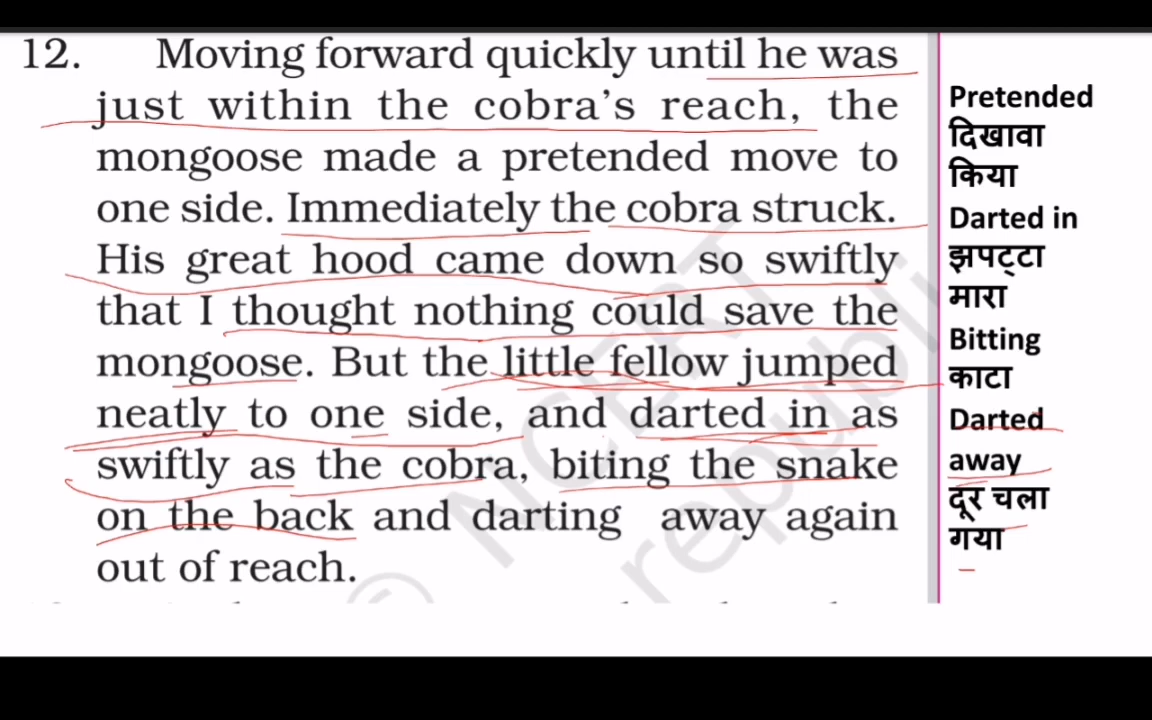 12. Moving forward quickly until he was
just within the cobra's reach, the
mongoose made a pretended move to
one side. Immediately the cobra struck.
His great hood came down so swiftly
that I thought nothing could save the
mongoose. But the little fellow jumped
neatly to one side, and darted in as
swiftly as the cobra, biting the snake
on the back and darting away again
out of reach.
Pretended
दिखावा
किया
Darted in
झपट्‌टा
मारा
Bitting
काटा
Darted
away
दूर चला
गया
© NCERT
republi